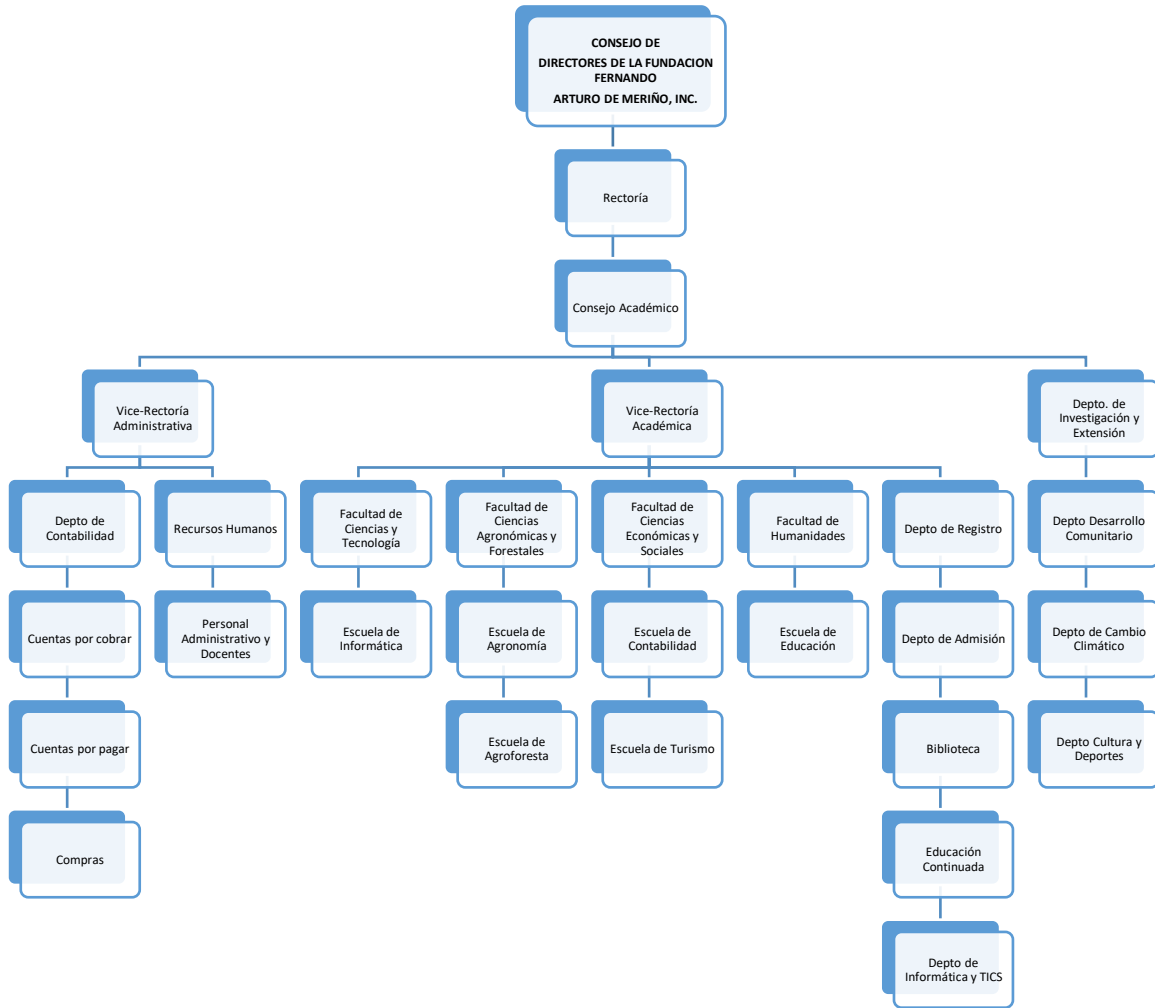 CONSEJO DE
DIRECTORES DE LA FUNDACION
FERNANDO
ARTURO DE MERIÑO, INC.
Rectoría
Consejo Académico
Vice-Rectoría
Administrativa
Vice-Rectoría
Académica
Depto. de
Investigación y
Extensión
Depto de
Contabilidad
Recursos Humanos
Facultad de
Ciencias y
Tecnología
Facultad de
Ciencias
Agronómicas y
Forestales
Facultad de
Ciencias
Económicas y
Sociales
Facultad de
Humanidades
Depto de Registro
Depto Desarrollo
Comunitario
Cuentas por cobrar
Personal
Administrativo y
Docentes
Escuela de
Informática
Escuela de
Agronomía
Escuela de
Contabilidad
Escuela de
Educación
Depto de Admisión
Depto de Cambio
Climático
Cuentas por pagar
Escuela de
Agroforesta
Escuela de Turismo
Biblioteca
Depto Cultura y
Deportes
Compras
Educación
Continuada
Depto de
Informática y TICS